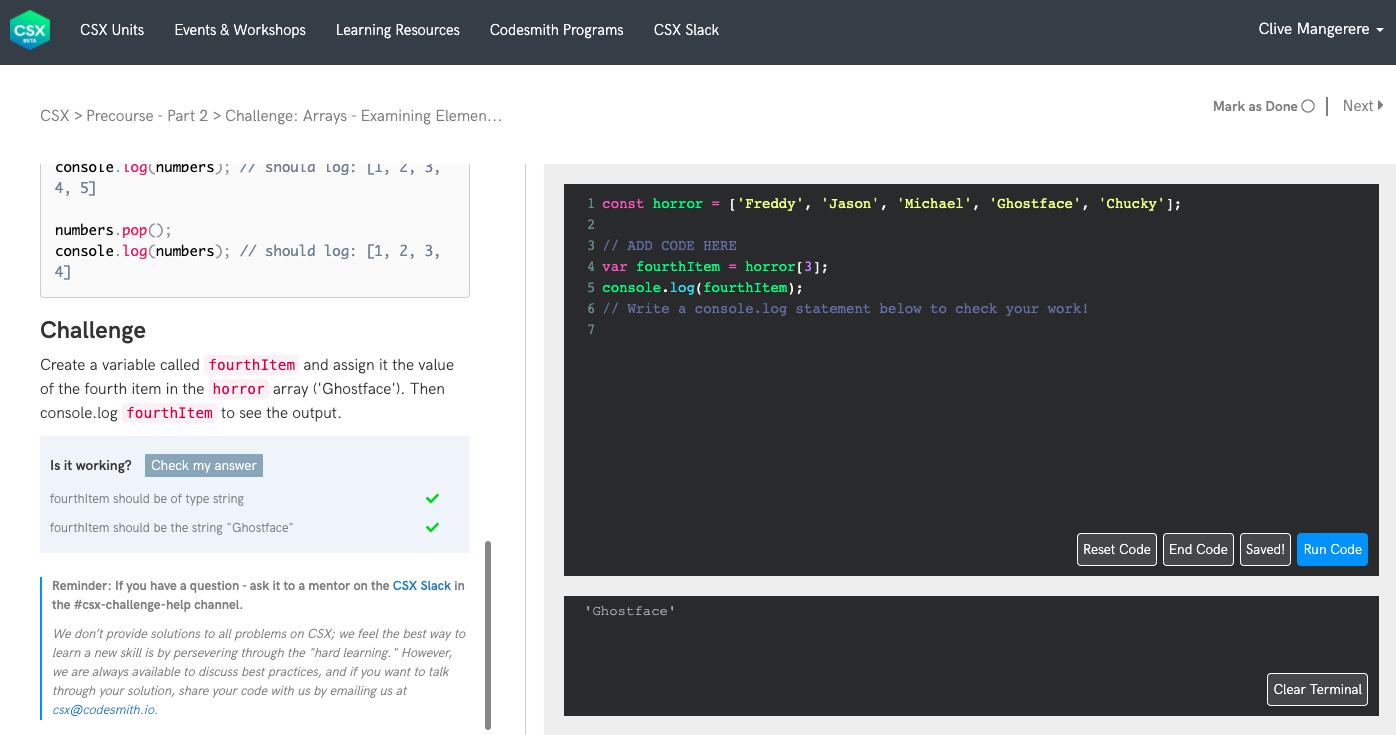 CSX
BETA
CSX Units
Events & Workshops
Learning Resources
Codesmith Programs
CSX Slack
Clive Mangerere
CSX > Precourse - Part 2 > Challenge: Arrays - Examining Elemen...
Mark as Done
Next
console.log(numbers); // should log: [1, 2, 3,
4, 5]
numbers.pop();
console.log(numbers); // should log: [1, 2, 3,
4]
Challenge
Create a variable called fourthItem and assign it the value
of the fourth item in the horror array ('Ghostface'). Then
console.log fourthItem to see the output.
Is it working? Check my answer
fourthItem should be of type string
fourthItem should be the string "Ghostface"
Reminder: If you have a question - ask it to a mentor on the CSX Slack in
the #csx-challenge-help channel.
We don't provide solutions to all problems on CSX; we feel the best way to
learn a new skill is by persevering through the "hard learning." However,
we are always available to discuss best practices, and if you want to talk
through your solution, share your code with us by emailing us at
csx@codesmith.io.
1 const horror = ['Freddy', 'Jason', 'Michael', 'Ghostface', 'Chucky'];
2
3 // ADD CODE HERE
4 var fourthItem = horror[3];
5 console.log(fourthItem);
6 // Write a console.log statement below to check your work!
7
Reset Code
End Code
Saved!
Run Code
'Ghostface'
Clear Terminal